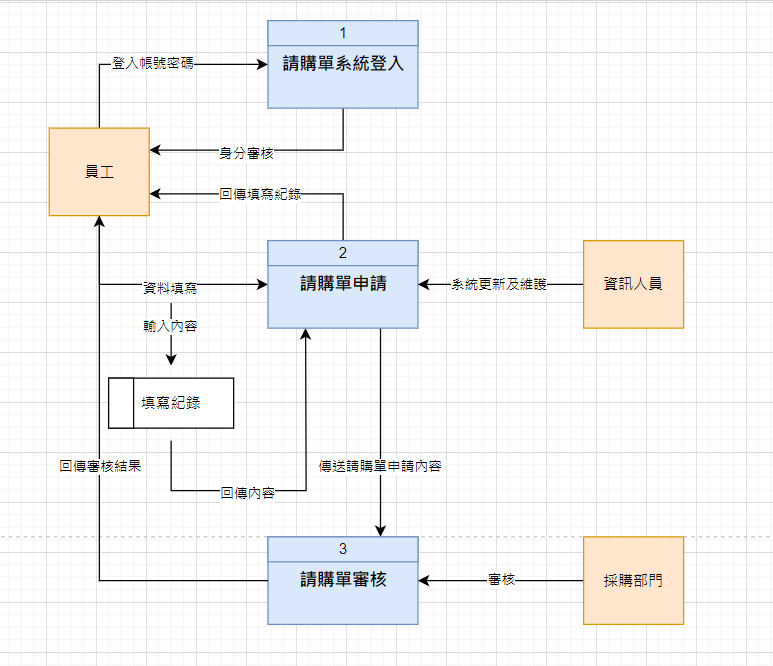 1
請購單系統登入
登入帳號密碼
員工
身分審核
回傳填寫紀錄
2
請購單申請
資料填寫
系統更新及維護
資訊人員
輸入內容
填寫紀錄
回傳審核結果
傳送請購單申請內容
回傳內容
3
請購單審核
審核
採購部門